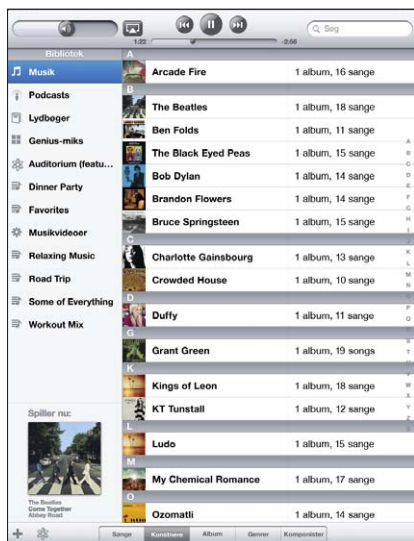 Søg
1:22
-2:56
Bibliotek
Musik
Podcasts
Lydbøger
Genius-miks
Auditorium (featu...
Dinner Party
Favorites
Musikvideoer
Relaxing Music
Road Trip
Some of Everything
Workout Mix
Spiller nu:
The Beatles
Come Together
Abbey Road
A
Arcade Fire 1 album, 16 sange
B
The Beatles 1 album, 18 sange
Ben Folds 1 album, 11 sange
The Black Eyed Peas 1 album, 15 sange
Bob Dylan 1 album, 14 sange
Brandon Flowers 1 album, 14 sange
Bruce Springsteen 1 album, 15 sange
C
Charlotte Gainsbourg 1 album, 13 sange
Crowded House 1 album, 10 sange
D
Duffy 1 album, 11 sange
G
Grant Green 1 album, 19 songs
K
Kings of Leon 1 album, 18 sange
KT Tunstall 1 album, 12 sange
L
Ludo 1 album, 15 sange
M
My Chemical Romance 1 album, 17 sange
O
Ozomatli 1 album, 14 sange
Sange Kunstnere Album Genrer Komponister